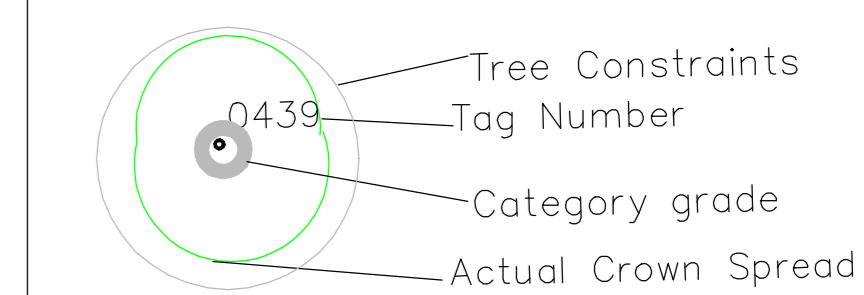 Tree Constraints
0439
Tag Number
Category grade
Actual Crown Spread